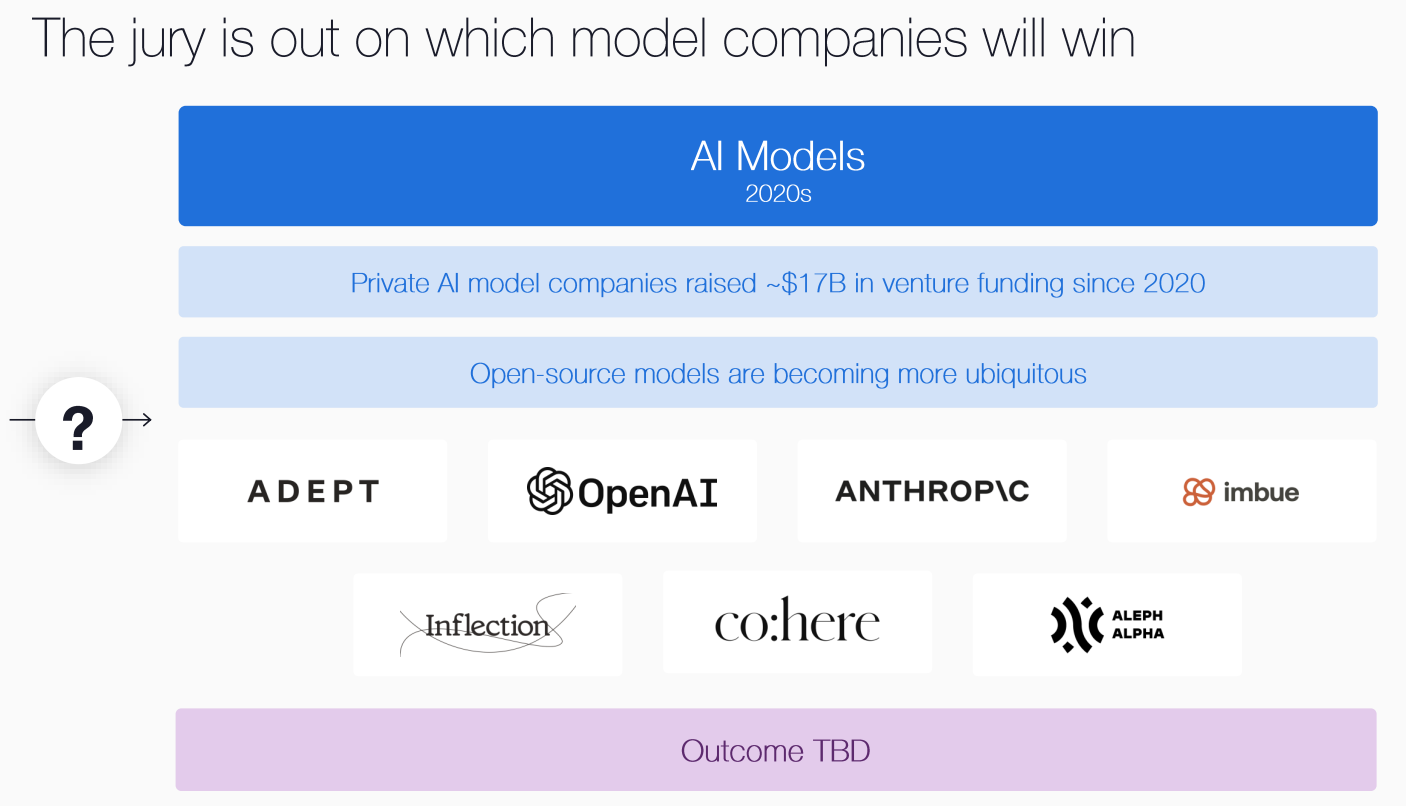 The jury is out on which model companies will win
AI Models
2020s
Private AI model companies raised ~$17B in venture funding since 2020
Open-source models are becoming more ubiquitous
?
ADEPT
OpenAI
ANTHROP\C
imbue
Inflection
co:here
ALEPH
ALPHA
Outcome TBD